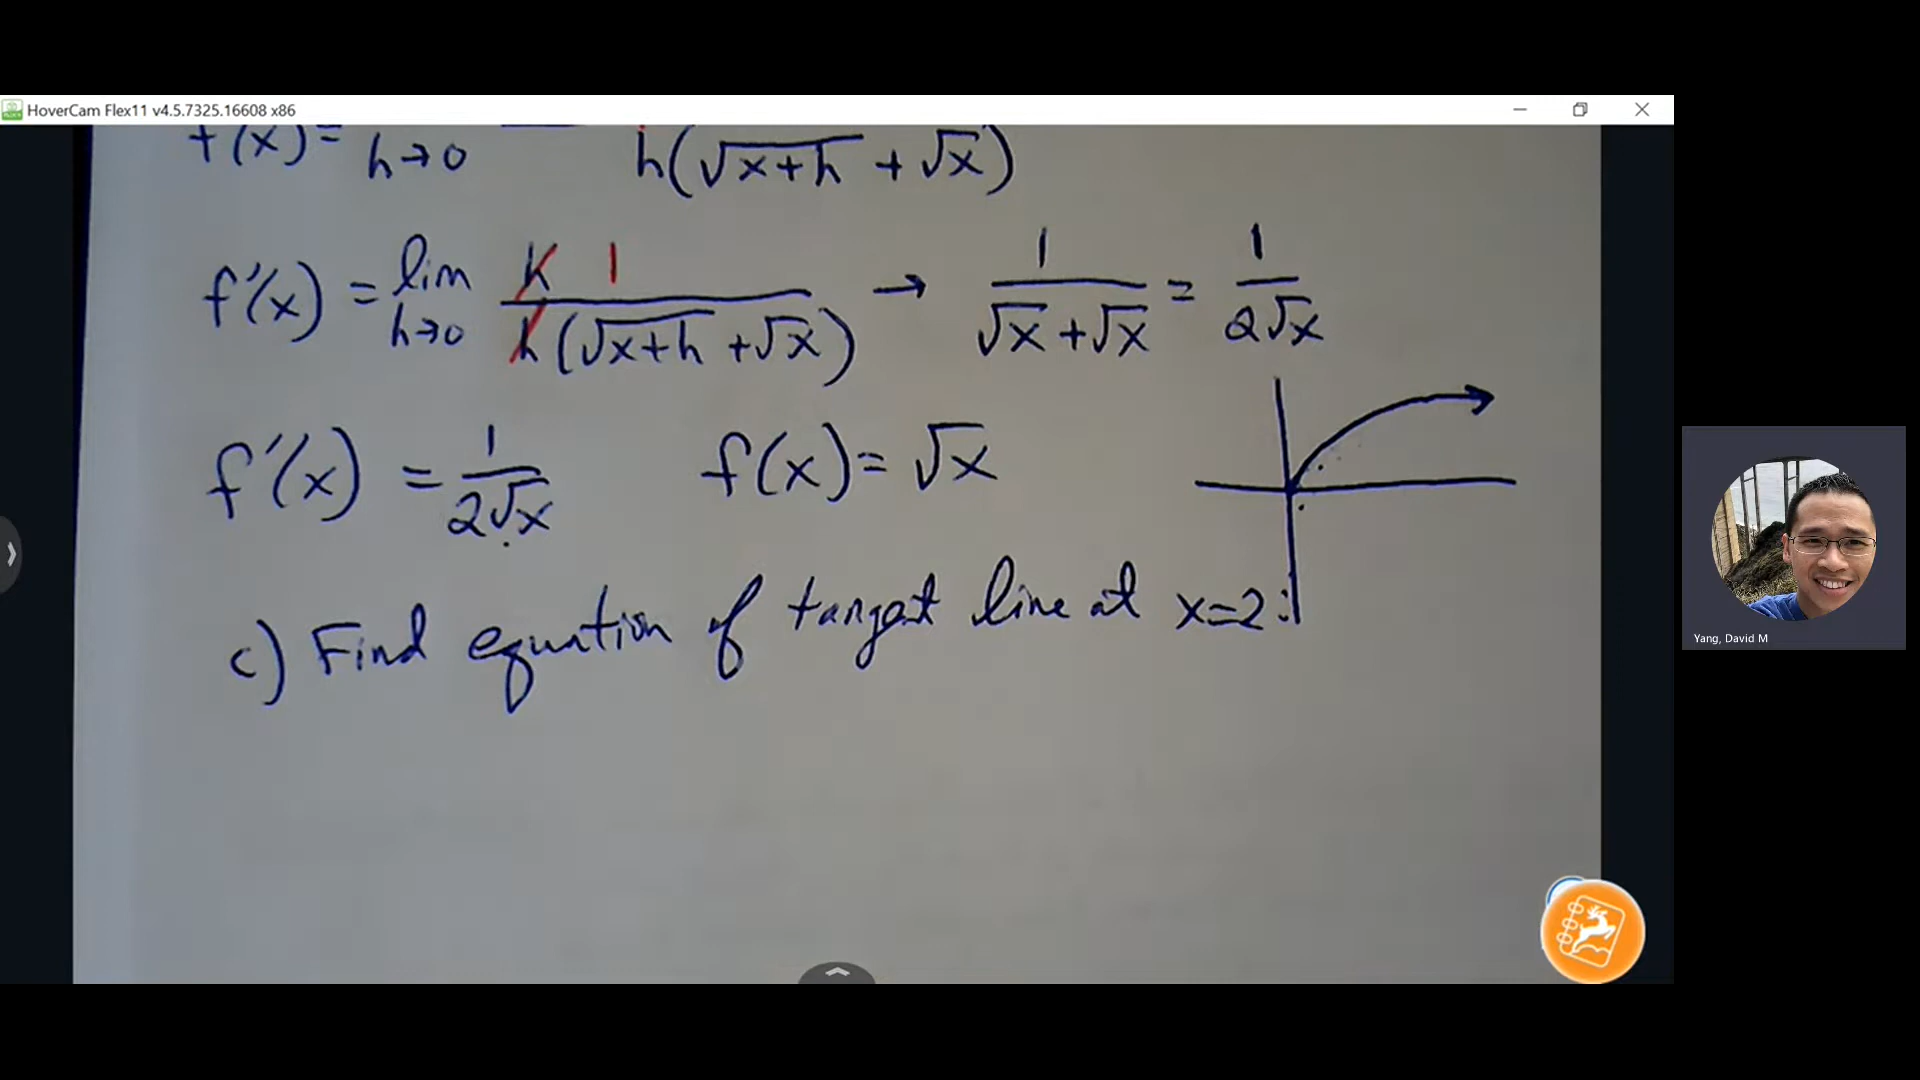 HoverCam Flex11 v4.5.7325.16608 x86
f(x)= h→0 h(√x+h + √x)
f'(x) = lim h→0 h 1 / h(√x+h + √x) → 1 / √x + √x = 1 / 2√x
f'(x) = 1 / 2√x f(x) = √x
c) Find equation of tangent line at x=2:
Yang, David M